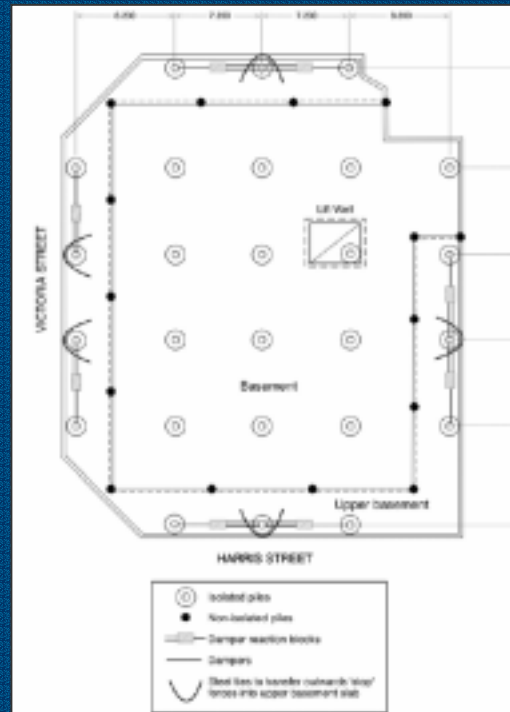 VICTORIA STREET
Lift Well
Basement
Upper basement
HARRIS STREET
Isolated piles
Non-isolated piles
Damper reaction blocks
Dampers
Steel ties to transfer outwards 'stop'
forces into upper basement slab